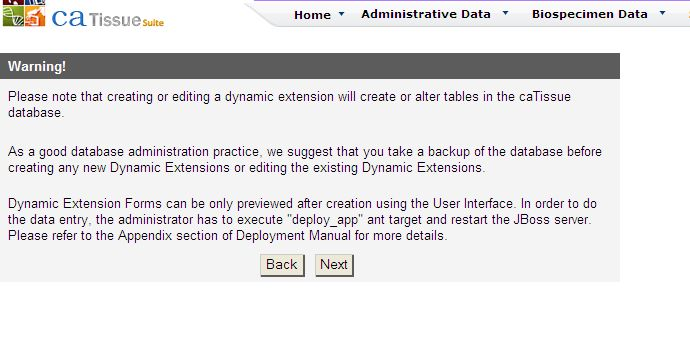 ca Tissue Suite
Home Administrative Data Biospecimen Data
Warning!
Please note that creating or editing a dynamic extension will create or alter tables in the caTissue
database.
As a good database administration practice, we suggest that you take a backup of the database before
creating any new Dynamic Extensions or editing the existing Dynamic Extensions.
Dynamic Extension Forms can be only previewed after creation using the User Interface. In order to do
the data entry, the administrator has to execute "deploy_app" ant target and restart the JBoss server.
Please refer to the Appendix section of Deployment Manual for more details.
Back Next